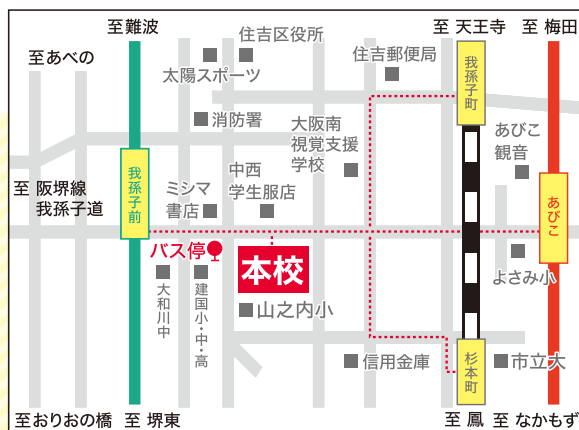 至難波
住吉区役所
至 天王寺
至 梅田
至あべの
太陽スポーツ
住吉郵便局
我孫子町
消防署
大阪南
視覚支援
学校
あびこ
観音
我孫子前
中西
学生服店
至 阪堺線
我孫子道
ミシマ
書店
あびこ
バス停
本校
よさみ小
大和川中
建国小・中・高
山之内小
信用金庫
杉本町
市立大
至おりおの橋
至 堺東
至 鳳
至 なかもず